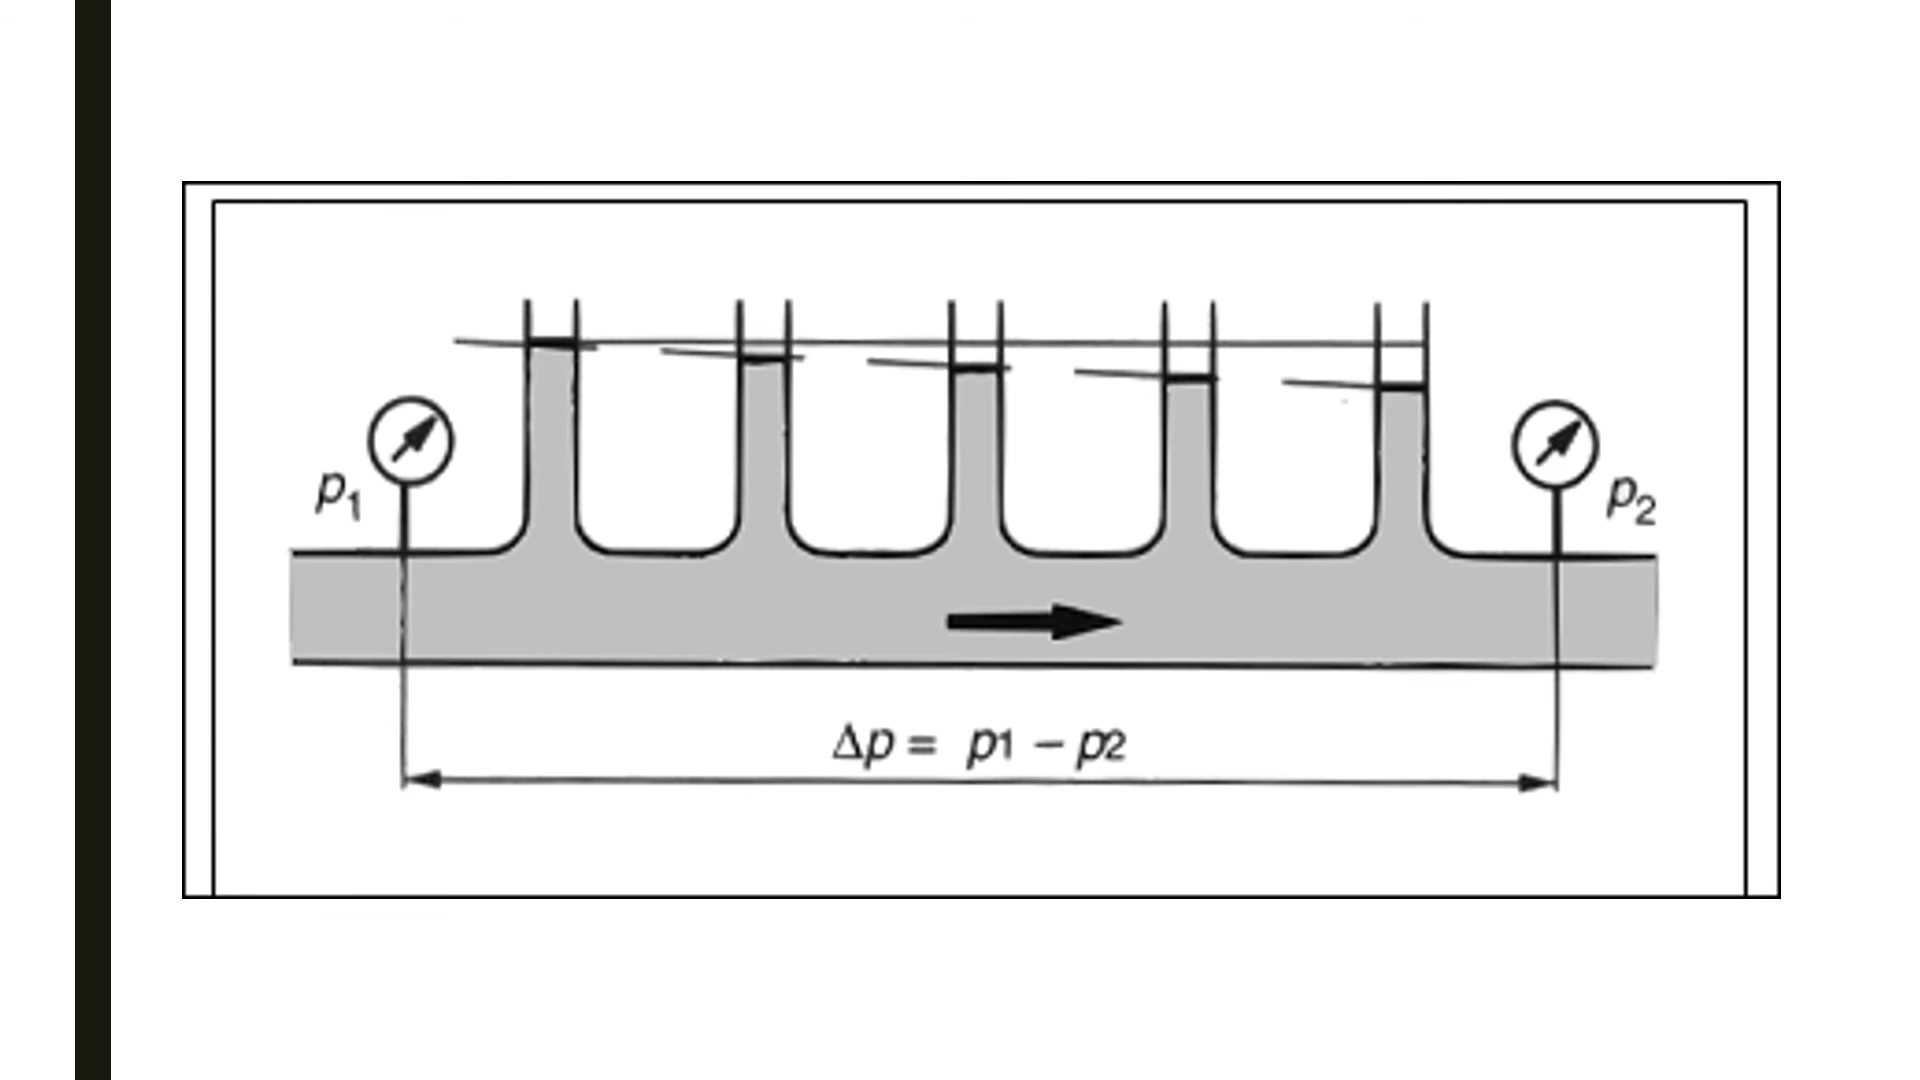 p₁
p₂
Δp = p1 – p2